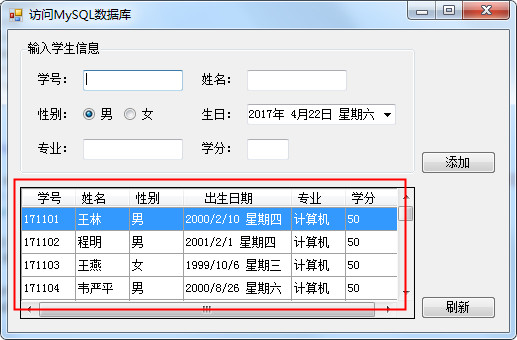 访问MySQL数据库
输入学生信息
学号： 姓名：
性别： 男 女 生日： 2017年 4月22日 星期六
专业： 学分：
添加
学号 姓名 性别 出生日期 专业 学分
171101 王林 男 2000/2/10 星期四 计算机 50
171102 程明 男 2001/2/1 星期四 计算机 50
171103 王燕 女 1999/10/6 星期三 计算机 50
171104 韦严平 男 2000/8/26 星期六 计算机 50
刷新